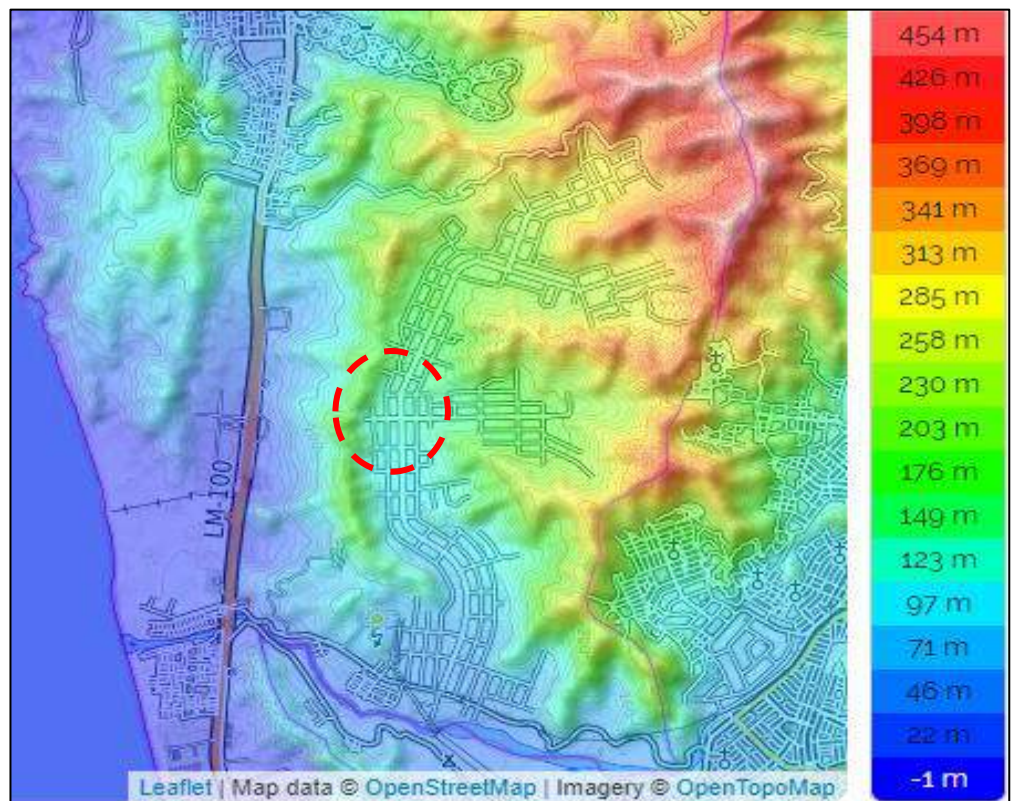 LM-100
454 m
426 m
398 m
369 m
341 m
313 m
285 m
258 m
230 m
203 m
176 m
149 m
123 m
97 m
71 m
46 m
22 m
-1 m
Leaflet | Map data © OpenStreetMap | Imagery © OpenTopoMap